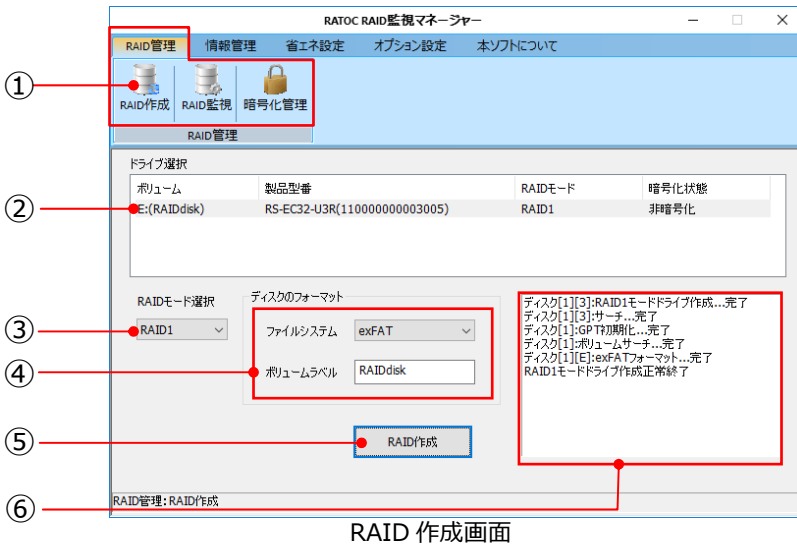 RATOC RAID監視マネージャー
RAID管理 情報管理 省エネ設定 オプション設定 本ソフトについて
①
RAID作成 RAID監視 暗号化管理
RAID管理
ドライブ選択
ボリューム 製品型番 RAIDモード 暗号化状態
②
E:(RAIDdisk) RS-EC32-U3R(110000000003005) RAID1 非暗号化
RAIDモード選択 ディスクのフォーマット
③
RAID1 ファイルシステム exFAT
④
ボリュームラベル RAIDdisk
ディスク[1][3]:RAID1モードドライブ作成...完了
ディスク[1][3]:サーチ...完了
ディスク[1]:GPT初期化...完了
ディスク[1]:ボリュームサーチ...完了
ディスク[1][E]:exFATフォーマット...完了
RAID1モードドライブ作成正常終了
⑤
RAID作成
⑥
RAID管理:RAID作成
RAID 作成画面